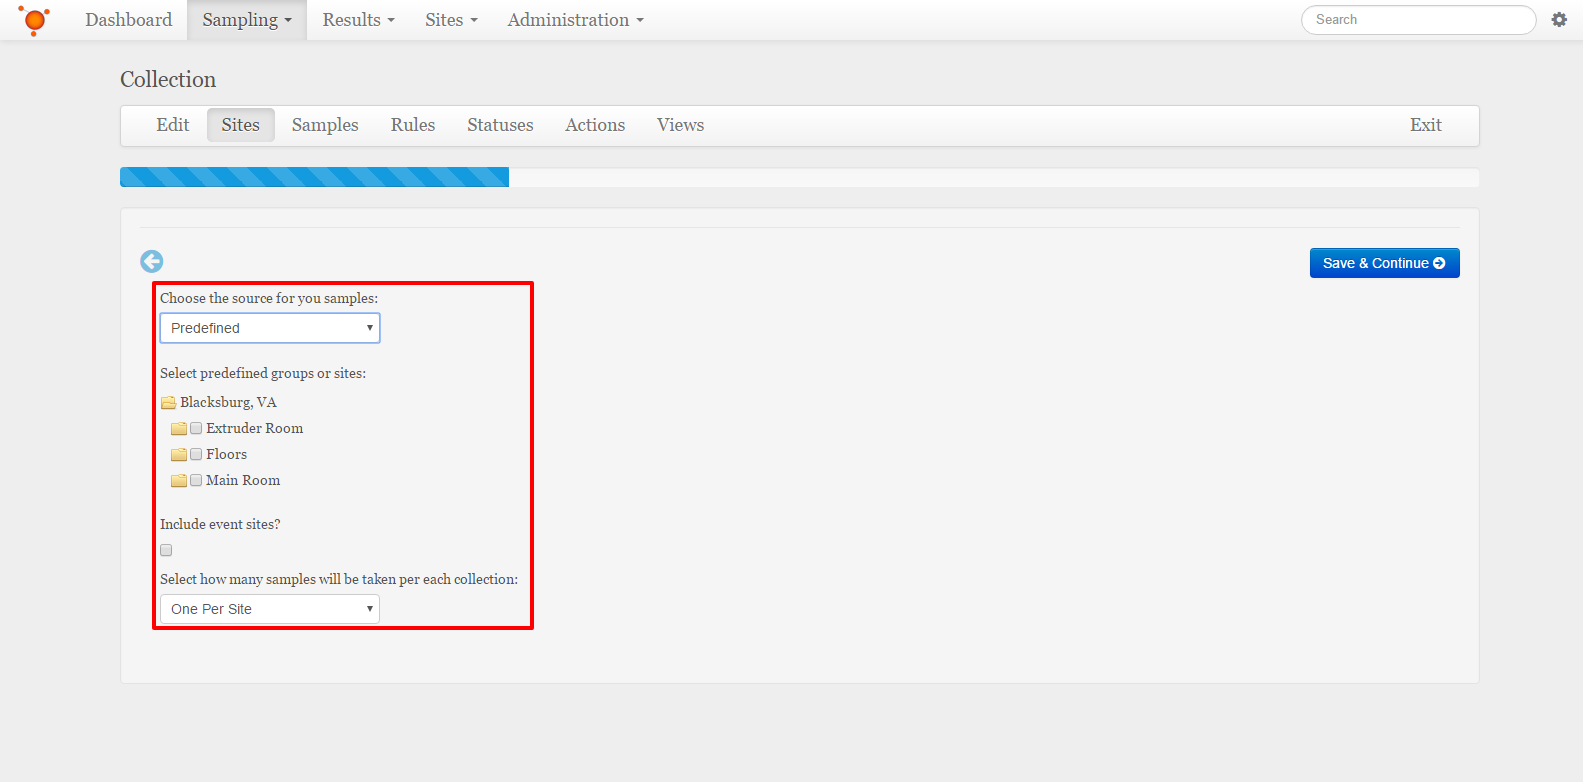 Dashboard Sampling Results Sites Administration Search
Collection
Edit Sites Samples Rules Statuses Actions Views Exit
Save & Continue
Choose the source for you samples:
Predefined
Select predefined groups or sites:
Blacksburg, VA
Extruder Room
Floors
Main Room
Include event sites?
Select how many samples will be taken per each collection:
One Per Site